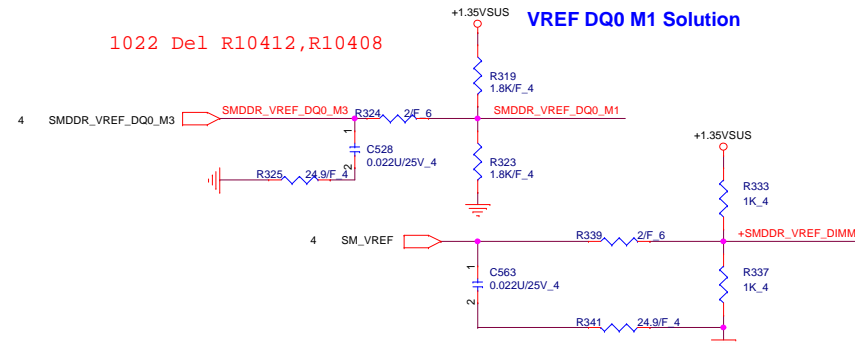 +1.35VSUS
VREF DQ0 M1 Solution
1022 Del R10412,R10408
R319
1.8K/F_4
4 SMDDR_VREF_DQ0_M3
SMDDR_VREF_DQ0_M3
R324 2/F_6
SMDDR_VREF_DQ0_M1
1
C528
0.022U/25V_4
2
R325 24.9/F_4
R323
1.8K/F_4
+1.35VSUS
R333
1K_4
4 SM_VREF
R339 2/F_6
+SMDDR_VREF_DIMM
1
C563
0.022U/25V_4
2
R337
1K_4
R341 24.9/F_4